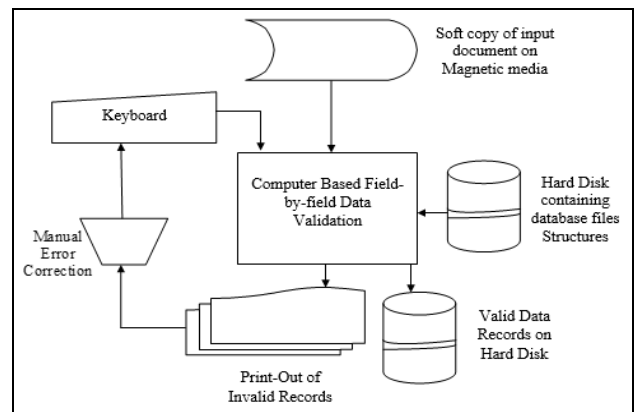 Soft copy of input
document on
Magnetic media
Keyboard
Computer Based Field-
by-field Data
Validation
Hard Disk
containing
database files
Structures
Manual
Error
Correction
Valid Data
Records on
Hard Disk
Print-Out of
Invalid Records